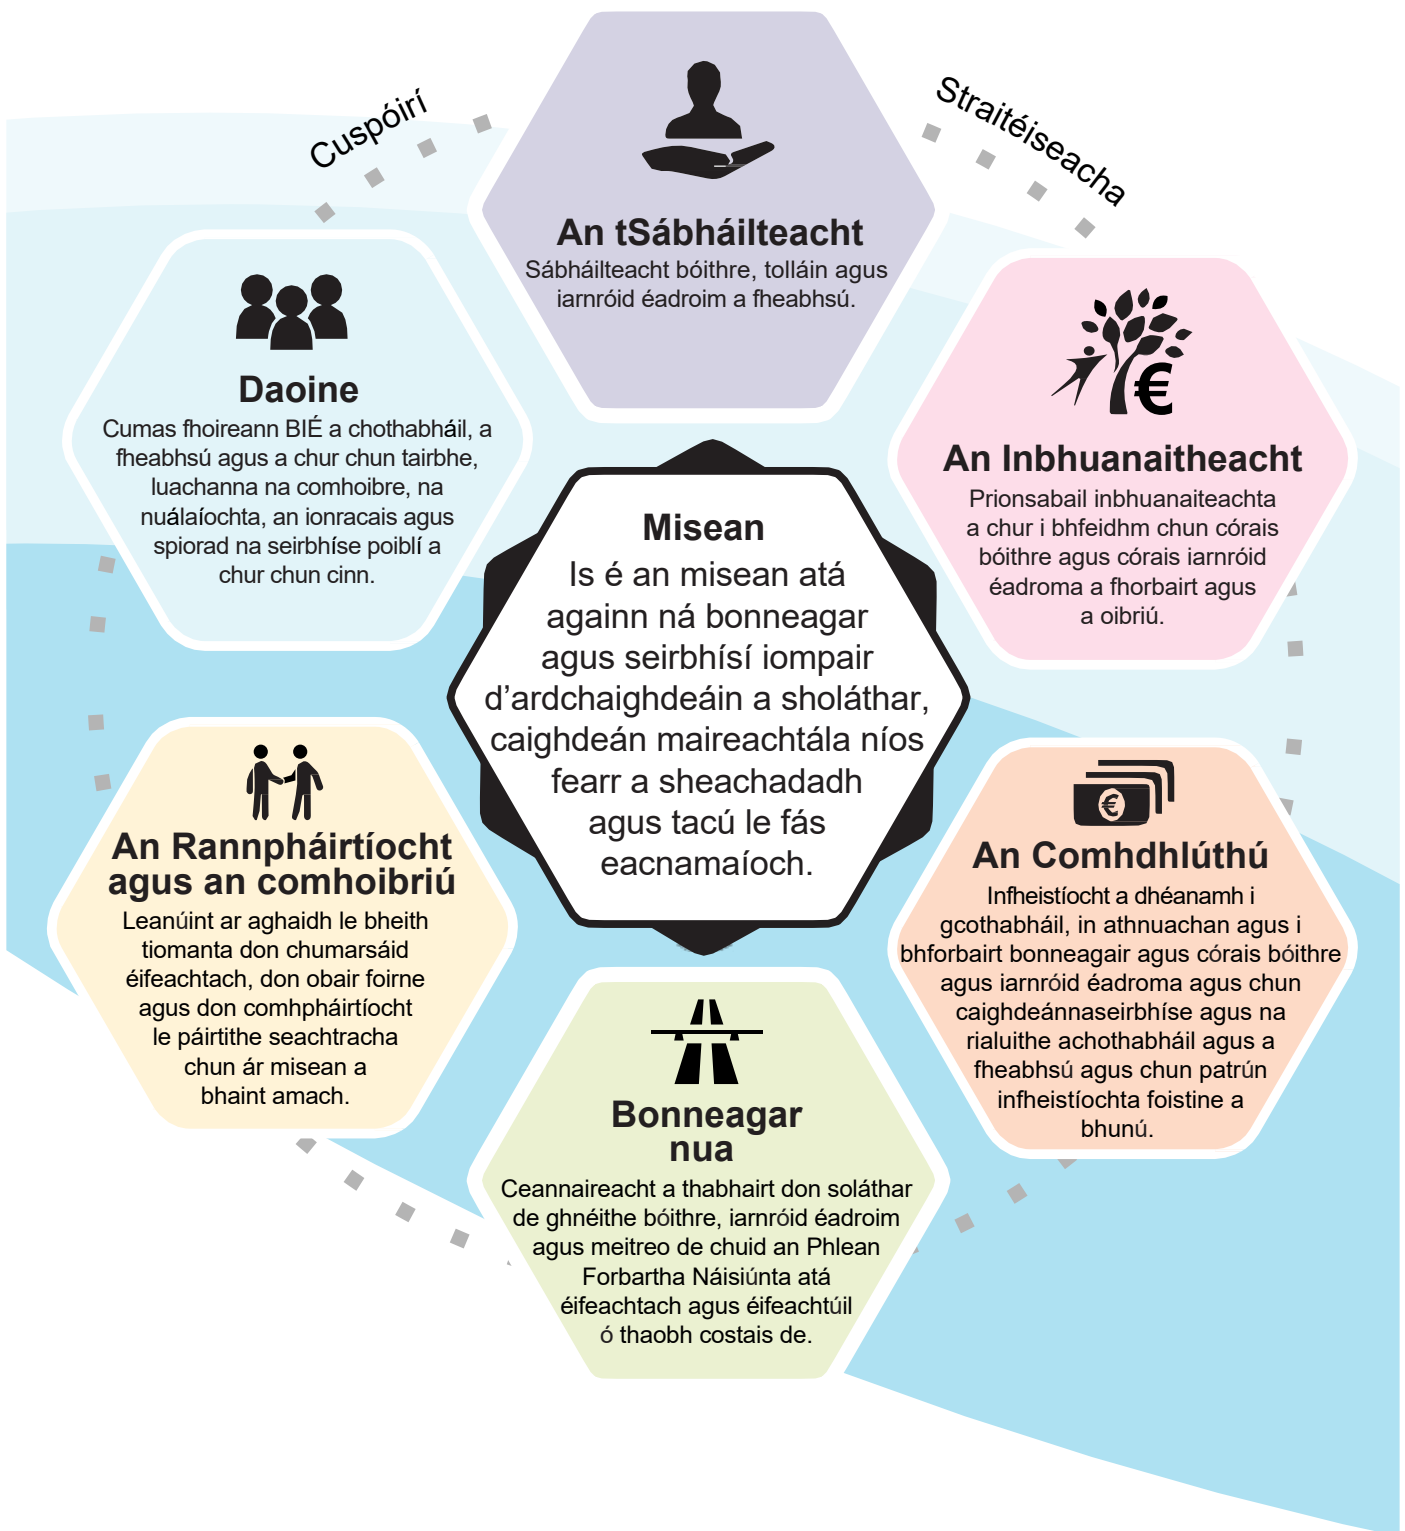 Cuspóirí
Straitéiseacha
An tSábháilteacht
Sábháilteacht bóithre, tolláin agus
iarnróid éadroim a fheabhsú.
Daoine
Cumas fhoireann BIÉ a chothabháil, a
fheabhsú agus a chur chun tairbhe,
luachanna na comhoibre, na
nuálaíochta, an ionracais agus
spiorad na seirbhíse poiblí a
chur chun cinn.
€
An Inbhuanaitheacht
Prionsabail inbhuanaiteachta
a chur i bhfeidhm chun córais
bóithre agus córais iarnróid
éadroma a fhorbairt agus
a oibriú.
Misean
Is é an misean atá
againn ná bonneagar
agus seirbhísí iompair
d’ardchaighdeáin a sholáthar,
caighdeán maireachtála níos
fearr a sheachadadh
agus tacú le fás
eacnamaíoch.
An Rannpháirtíocht
agus an comhoibriú
Leanúint ar aghaidh le bheith
tiomanta don chumarsáid
éifeachtach, don obair foirne
agus don comhpháirtíocht
le páirtithe seachtracha
chun ár misean a
bhaint amach.
€
An Comhdhlúthú
Infheistíocht a dhéanamh i
gcothabháil, in athnuachan agus i
bhforbairt bonneagair agus córais bóithre
agus iarnróid éadroma agus chun
caighdeánnaseirbhíse agus na
rialuithe achothabháil agus a
fheabhsú agus chun patrún
infheistíochta foistine a
bhunú.
Bonneagar
nua
Ceannaireacht a thabhairt don soláthar
de ghnéithe bóithre, iarnróid éadroim
agus meitreo de chuid an Phlean
Forbartha Náisiúnta atá
éifeachtach agus éifeachtúil
ó thaobh costais de.